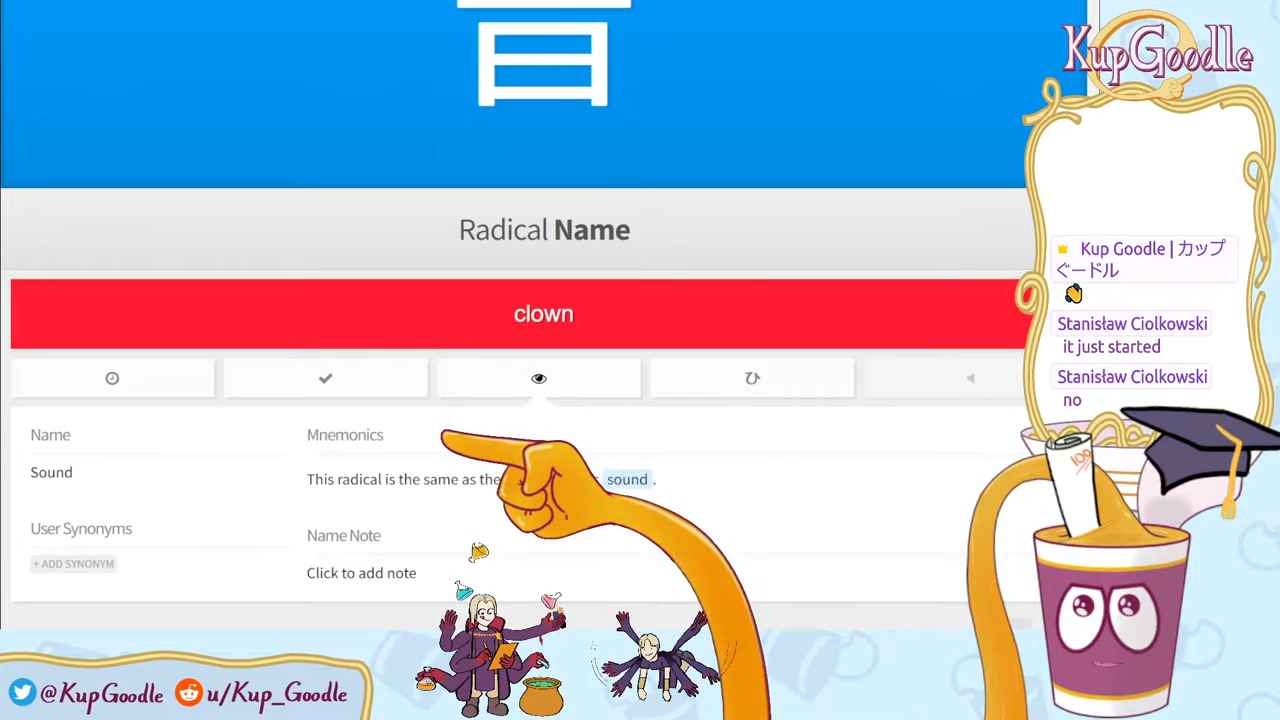 KupGoodle
Radical Name
clown
Kup Goodle | カップ
ぐードル
Stanisław Ciolkowski
it just started
Stanisław Ciolkowski
no
ひ
Name
Sound
User Synonyms
+ ADD SYNONYM
Mnemonics
This radical is the same as the
sound .
Name Note
Click to add note
100
@KupGoodle
u/Kup_Goodle